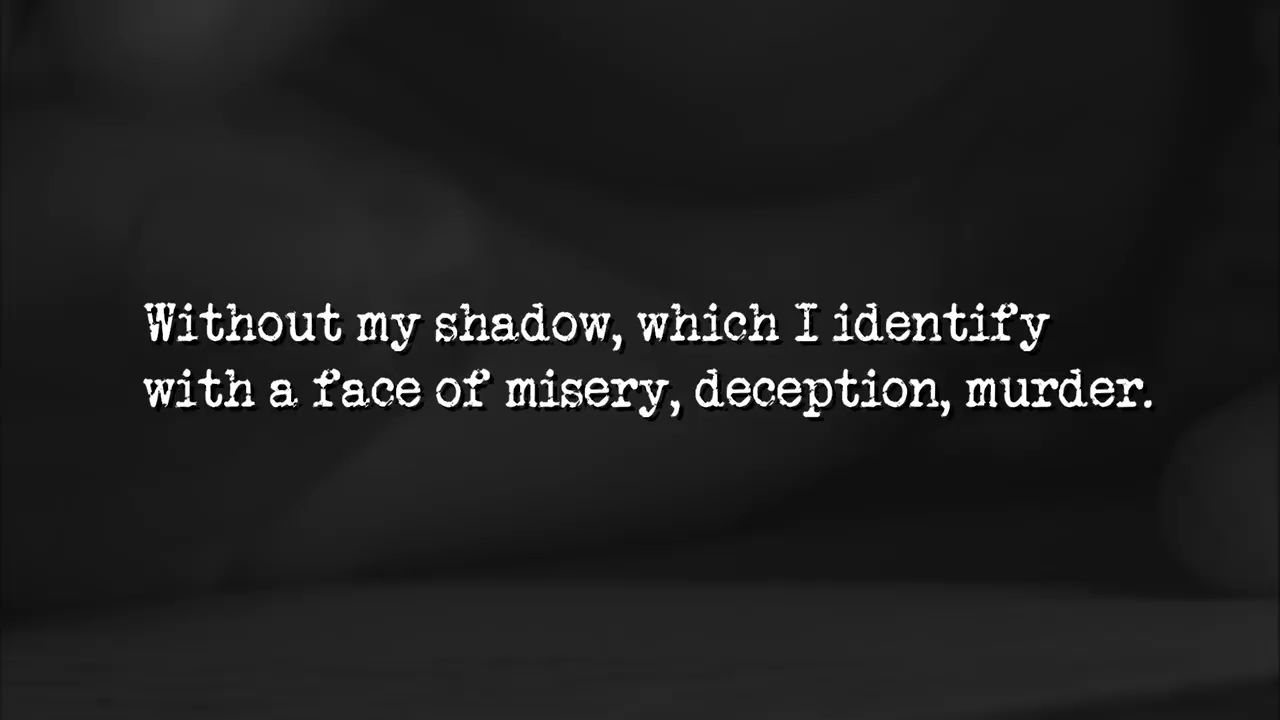 Without my shadow, which I identify
with a face of misery, deception, murder.